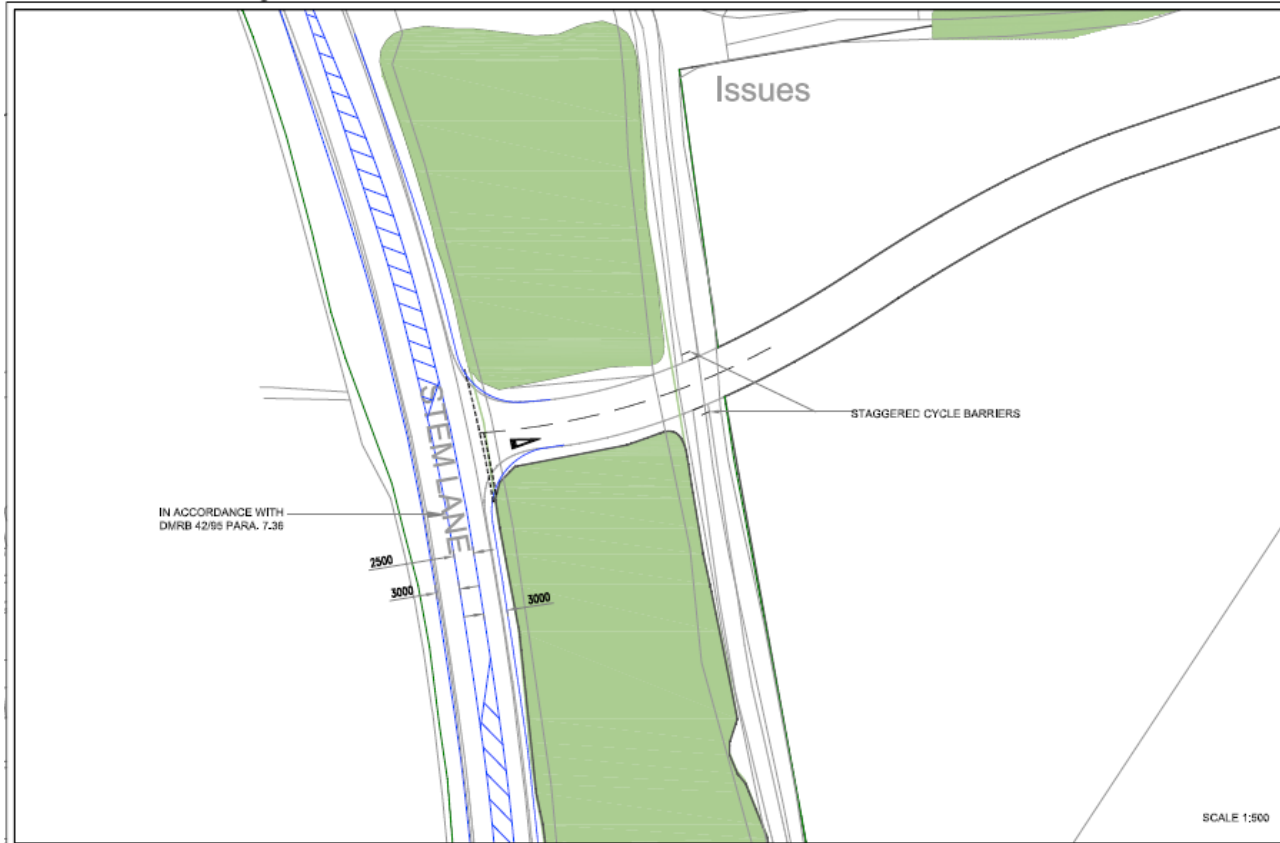 Issues
STAGGERED CYCLE BARRIERS
STEM LANE
IN ACCORDANCE WITH
DMRB 42/95 PARA. 7.36
2500
3000
3000
SCALE 1:500